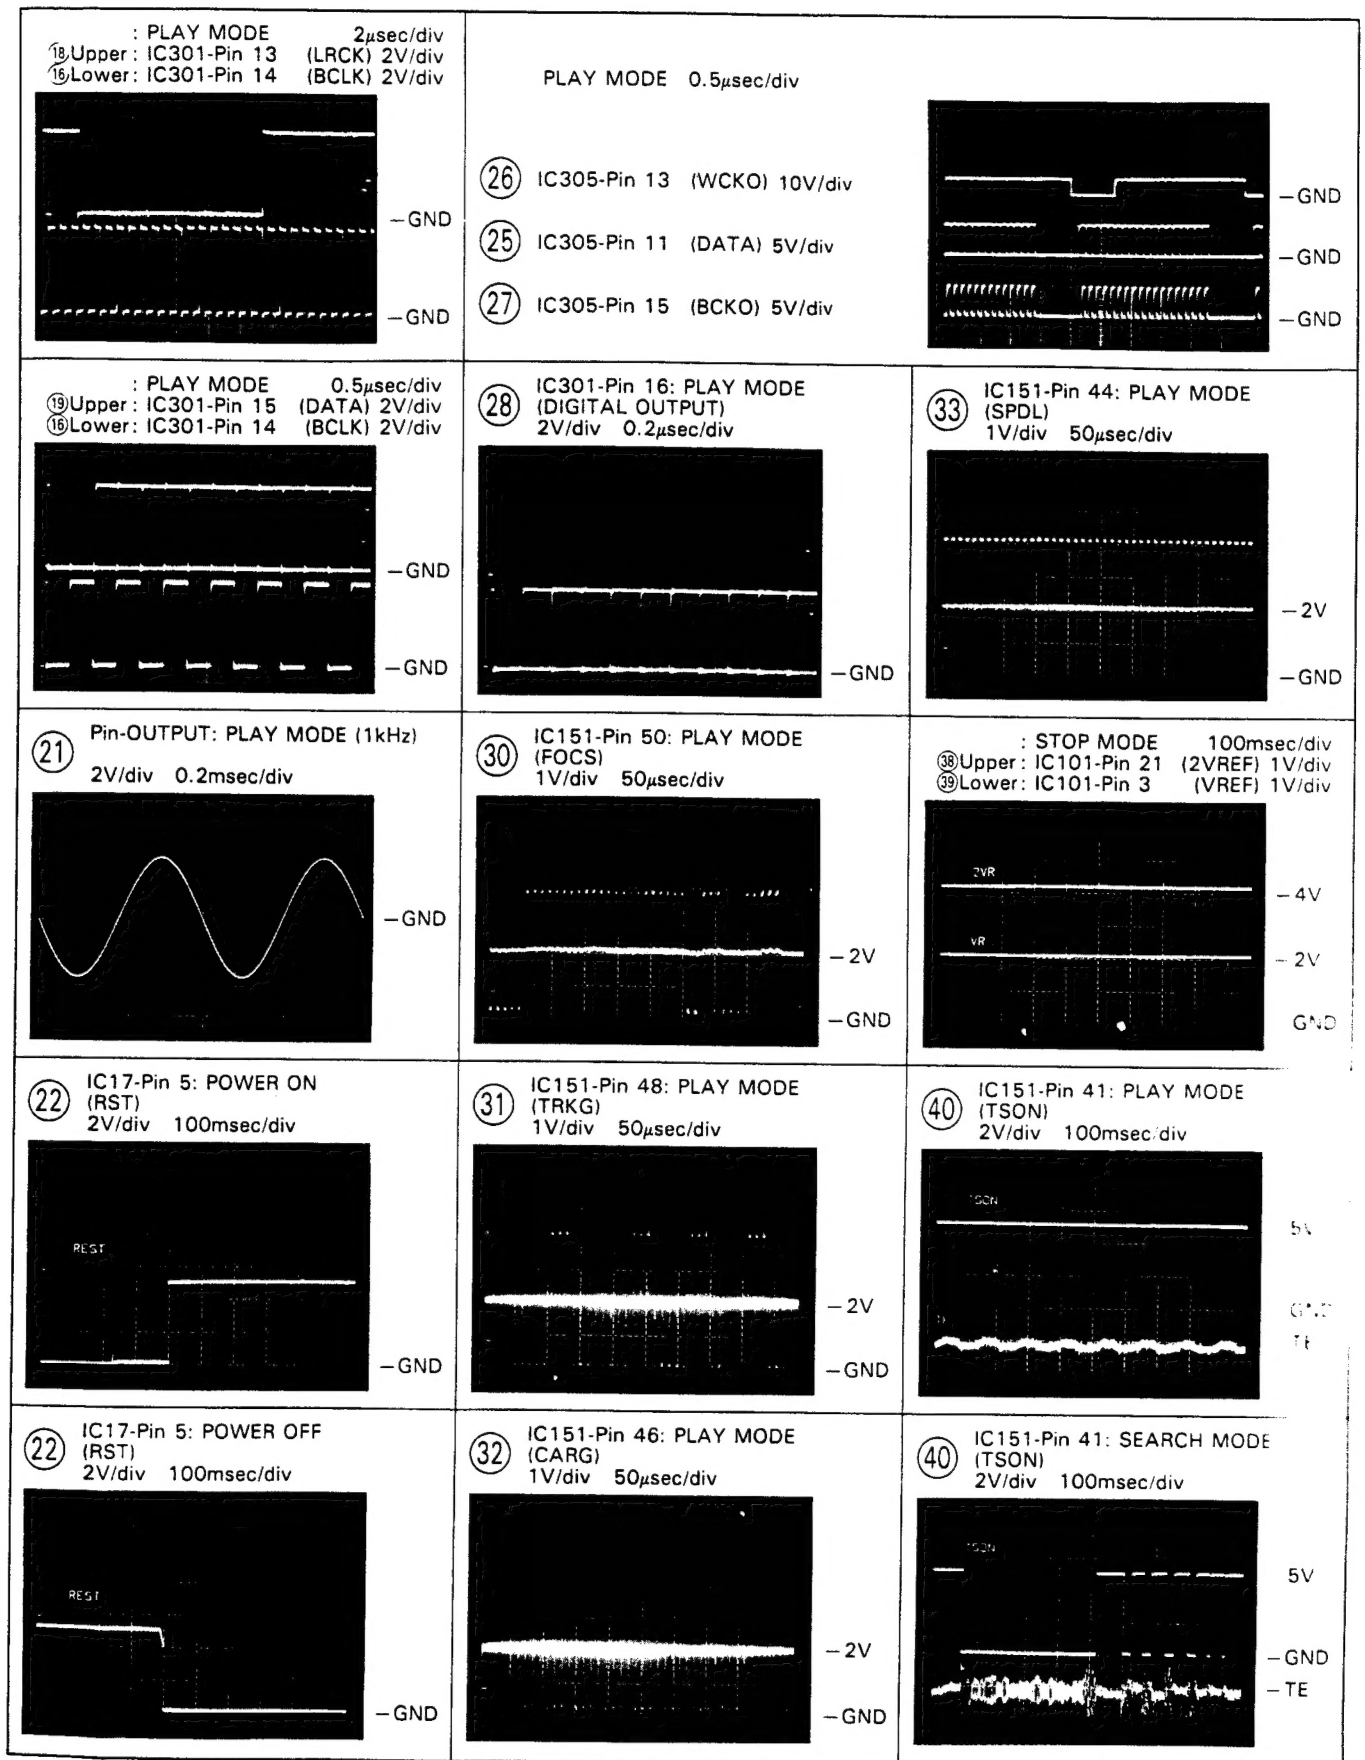 : PLAY MODE 2μsec/div
⑱Upper: IC301-Pin 13 (LRCK) 2V/div
⑯Lower: IC301-Pin 14 (BCLK) 2V/div
—GND
—GND
PLAY MODE 0.5μsec/div
㉖ IC305-Pin 13 (WCKO) 10V/div
㉕ IC305-Pin 11 (DATA) 5V/div
㉗ IC305-Pin 15 (BCKO) 5V/div
—GND
—GND
—GND
: PLAY MODE 0.5μsec/div
⑲Upper: IC301-Pin 15 (DATA) 2V/div
⑯Lower: IC301-Pin 14 (BCLK) 2V/div
—GND
—GND
㉘ IC301-Pin 16: PLAY MODE
(DIGITAL OUTPUT)
2V/div 0.2μsec/div
—GND
㉝ IC151-Pin 44: PLAY MODE
(SPDL)
1V/div 50μsec/div
—2V
—GND
㉑ Pin-OUTPUT: PLAY MODE (1kHz)
2V/div 0.2msec/div
—GND
㉚ IC151-Pin 50: PLAY MODE
(FOCS)
1V/div 50μsec/div
—2V
—GND
: STOP MODE 100msec/div
㊳Upper: IC101-Pin 21 (2VREF) 1V/div
㊴Lower: IC101-Pin 3 (VREF) 1V/div
2VR
—4V
VR
—2V
GND
㉒ IC17-Pin 5: POWER ON
(RST)
2V/div 100msec/div
REST
—GND
㉛ IC151-Pin 48: PLAY MODE
(TRKG)
1V/div 50μsec/div
—2V
—GND
㊵ IC151-Pin 41: PLAY MODE
(TSON)
2V/div 100msec/div
TSON
5V
GND
TE
㉒ IC17-Pin 5: POWER OFF
(RST)
2V/div 100msec/div
REST
—GND
㉜ IC151-Pin 46: PLAY MODE
(CARG)
1V/div 50μsec/div
—2V
—GND
㊵ IC151-Pin 41: SEARCH MODE
(TSON)
2V/div 100msec/div
TSON
5V
—GND
—TE